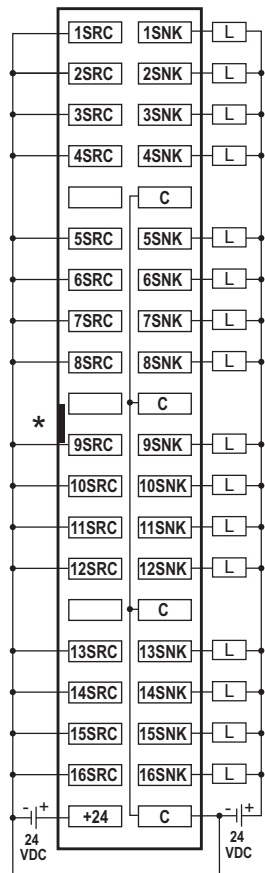 1SRC 1SNK L
2SRC 2SNK L
3SRC 3SNK L
4SRC 4SNK L
C
5SRC 5SNK L
6SRC 6SNK L
7SRC 7SNK L
8SRC 8SNK L
C
*
9SRC 9SNK L
10SRC 10SNK L
11SRC 11SNK L
12SRC 12SNK L
C
13SRC 13SNK L
14SRC 14SNK L
15SRC 15SNK L
16SRC 16SNK L
- + +24 C - +
24 VDC
24 VDC